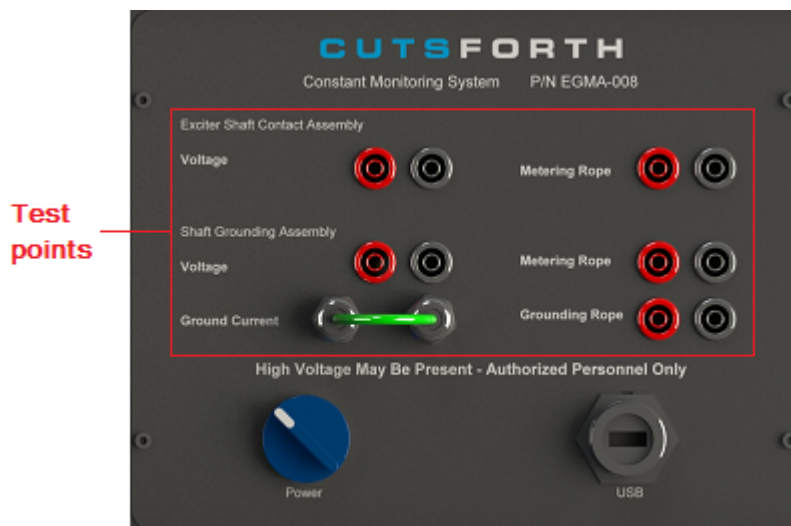 CUTSFORTH
Constant Monitoring System P/N EGMA-008
Exciter Shaft Contact Assembly
Voltage
Metering Rope
Test points
Shaft Grounding Assembly
Voltage
Metering Rope
Ground Current
Grounding Rope
High Voltage May Be Present - Authorized Personnel Only
Power
USB